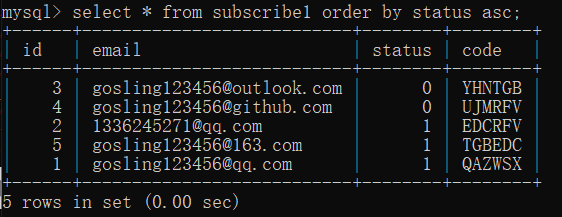 mysql> select * from subscribe1 order by status asc;
+------+---------------------------+--------+--------+
| id | email | status | code |
+------+---------------------------+--------+--------+
| 3 | gosling123456@outlook.com | 0 | YHNTGB |
| 4 | gosling123456@github.com | 0 | UJMRFV |
| 2 | 1336245271@qq.com | 1 | EDCRFV |
| 5 | gosling123456@163.com | 1 | TGBEDC |
| 1 | gosling123456@qq.com | 1 | QAZWSX |
+------+---------------------------+--------+--------+
5 rows in set (0.00 sec)